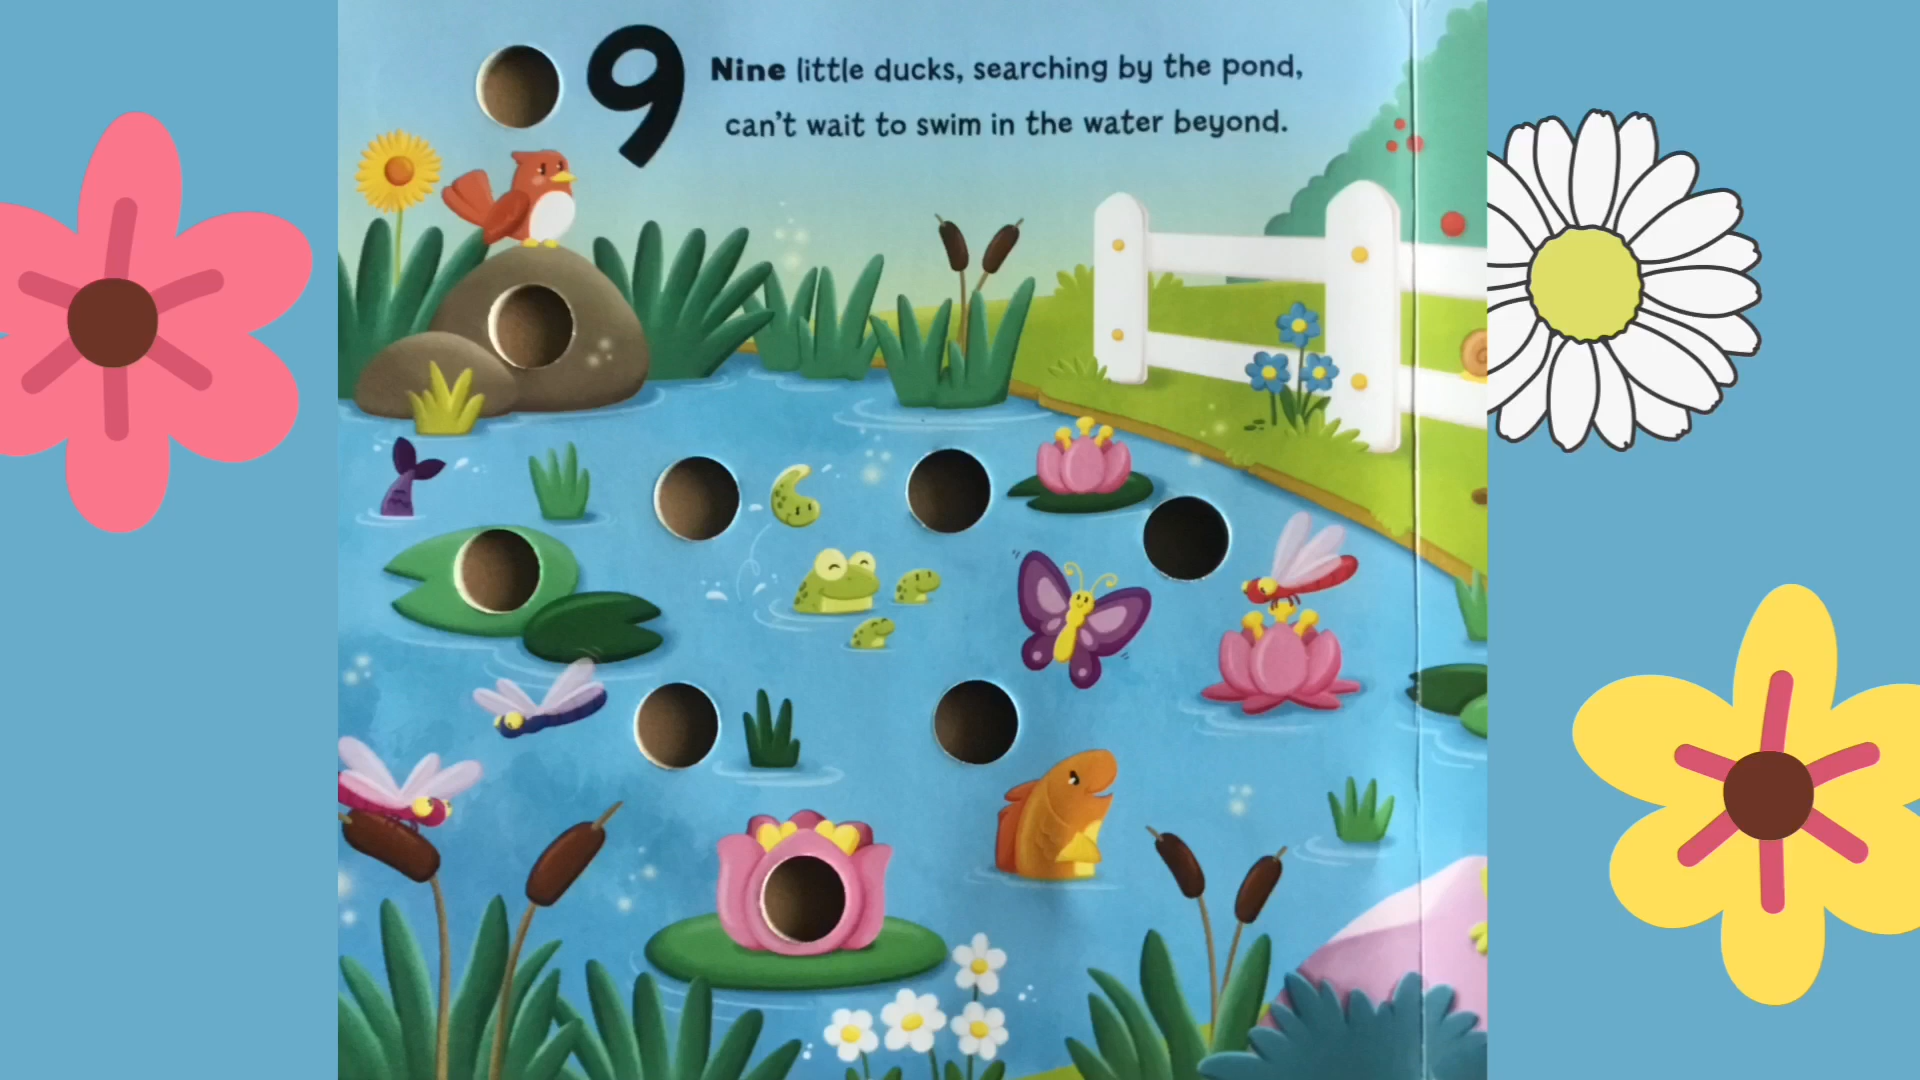 9
Nine little ducks, searching by the pond,
can't wait to swim in the water beyond.